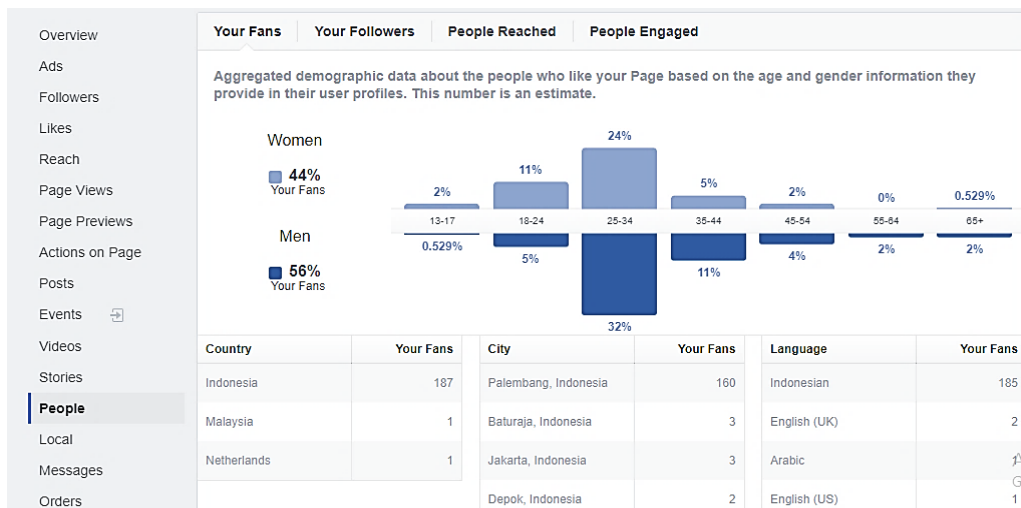 Overview
Ads
Followers
Likes
Reach
Page Views
Page Previews
Actions on Page
Posts
Events
Videos
Stories
People
Local
Messages
Orders
Your Fans Your Followers People Reached People Engaged
Aggregated demographic data about the people who like your Page based on the age and gender information they
provide in their user profiles. This number is an estimate.
Women
44%
Your Fans
Men
56%
Your Fans
2% 11% 24% 5% 2% 0% 0.529%
13-17 18-24 25-34 35-44 45-54 55-64 65+
0.529% 5% 32% 11% 4% 2% 2%
Country Your Fans
Indonesia 187
Malaysia 1
Netherlands 1
City Your Fans
Palembang, Indonesia 160
Baturaja, Indonesia 3
Jakarta, Indonesia 3
Depok, Indonesia 2
Language Your Fans
Indonesian 185
English (UK) 2
Arabic 1
English (US) 1